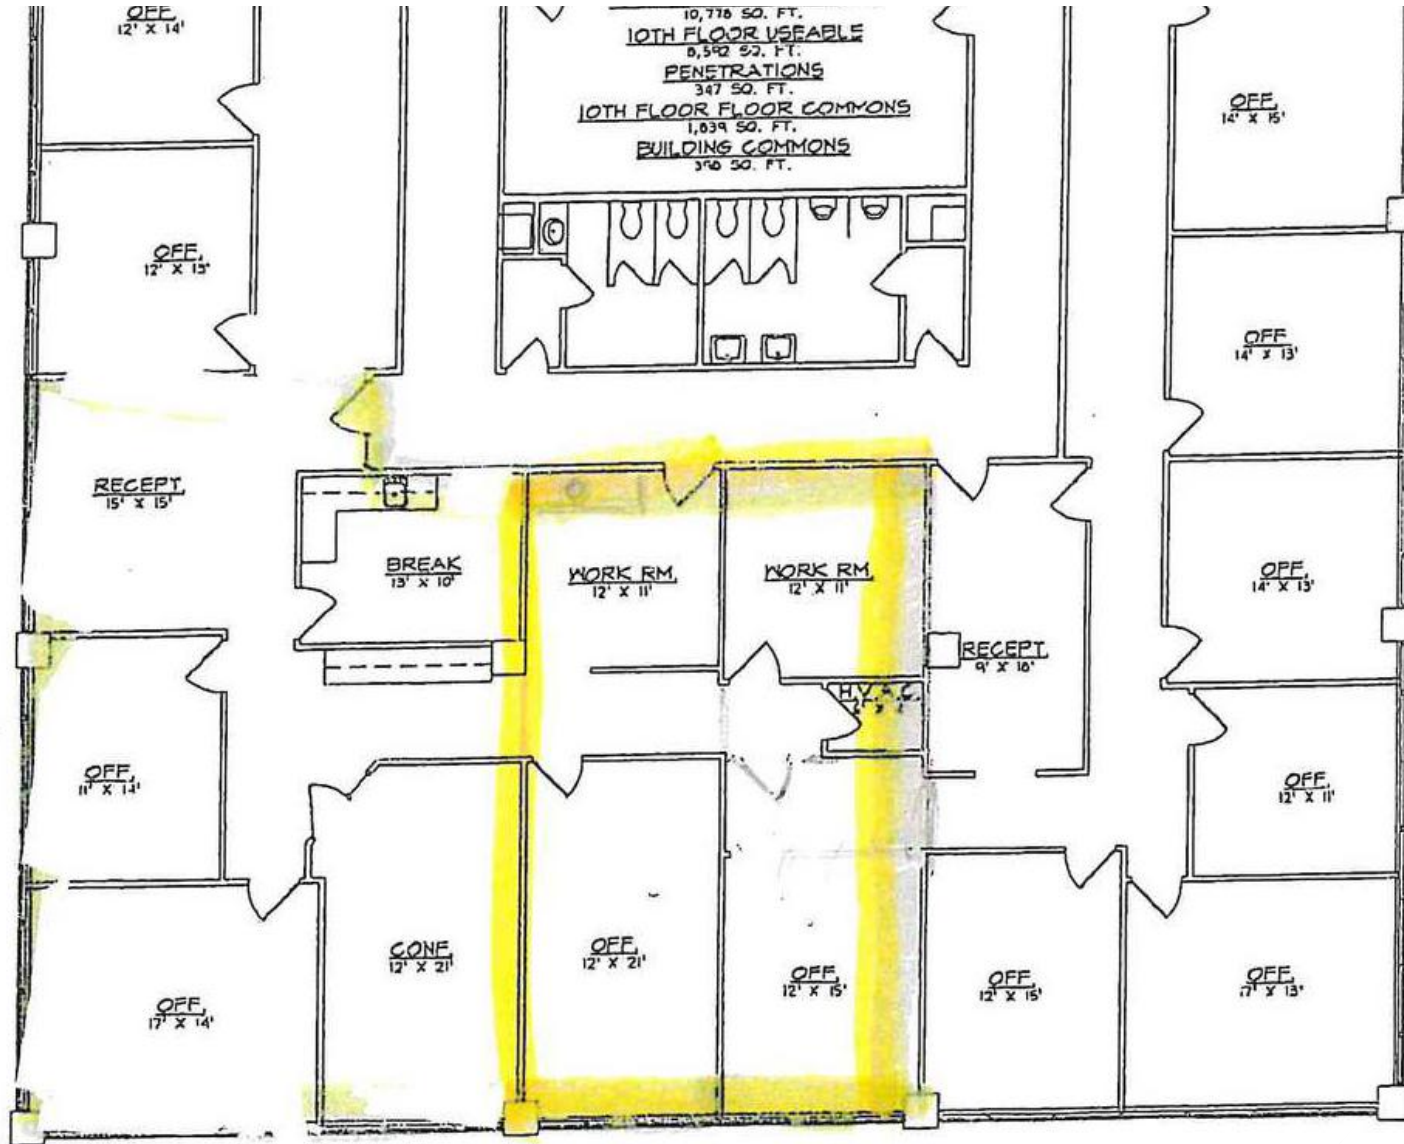 OFF.
12' X 14'
10,778 SQ. FT.
10TH FLOOR USEABLE
8,592 SQ. FT.
PENETRATIONS
347 SQ. FT.
10TH FLOOR FLOOR COMMONS
1,839 SQ. FT.
BUILDING COMMONS
SQ. FT.
OFF.
14' X 15'
OFF.
12' X 13'
OFF.
14' X 13'
RECEPT.
15' X 15'
BREAK
13' X 10'
WORK RM.
12' X 11'
WORK RM.
12' X 11'
OFF.
14' X 13'
RECEPT.
9' X 18'
H.V.A.C.
OFF.
11' X 14'
OFF.
12' X 11'
CONF.
12' X 21'
OFF.
12' X 21'
OFF.
12' X 15'
OFF.
12' X 15'
OFF.
17' X 13'
OFF.
17' X 14'